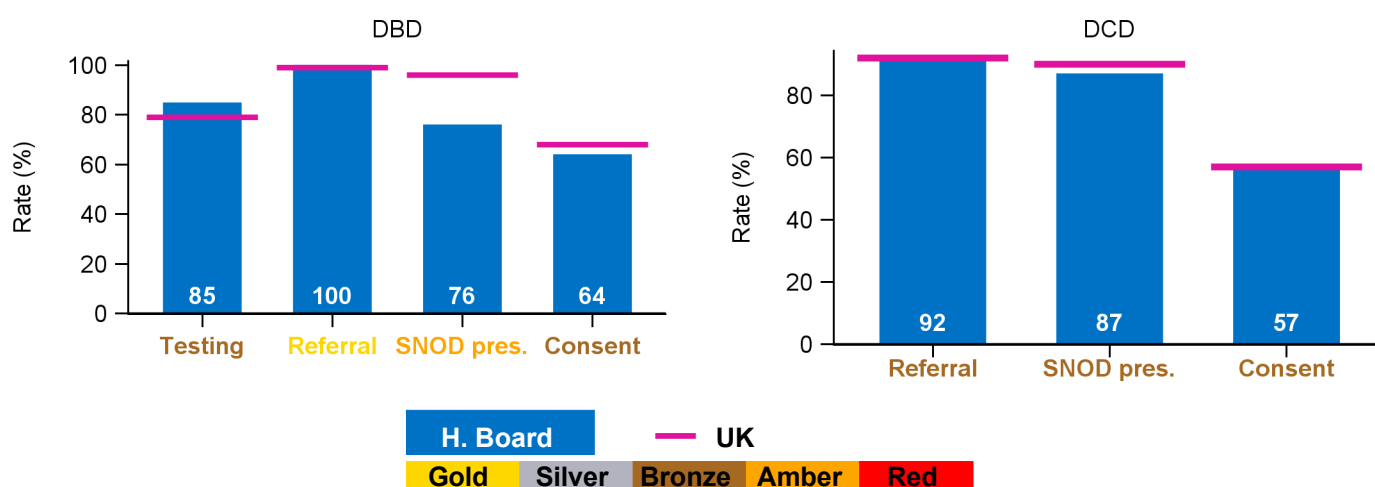 DBD
Rate (%)
100
80
60
40
20
0
85
100
76
64
Testing
Referral
SNOD pres.
Consent
DCD
Rate (%)
80
60
40
20
0
92
87
57
Referral
SNOD pres.
Consent
H. Board
UK
Gold
Silver
Bronze
Amber
Red